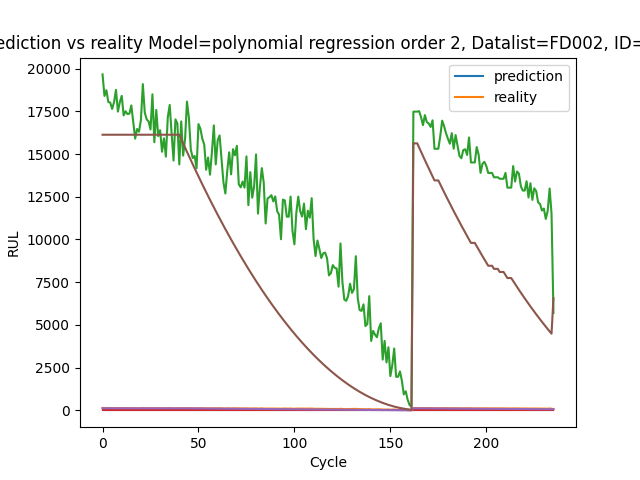 ediction vs reality Model=polynomial regression order 2, Datalist=FD002, ID=
prediction
reality
RUL
20000
17500
15000
12500
10000
7500
5000
2500
0
0 50 100 150 200
Cycle